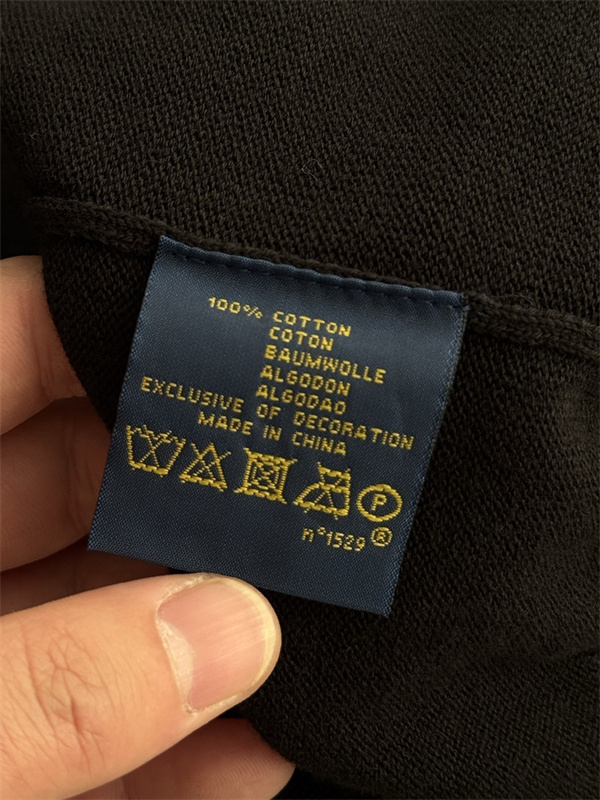 100% COTTON
COTON
BAUMWOLLE
ALGODON
ALGODAO
EXCLUSIVE OF DECORATION
MADE IN CHINA
P
n°1529 ®